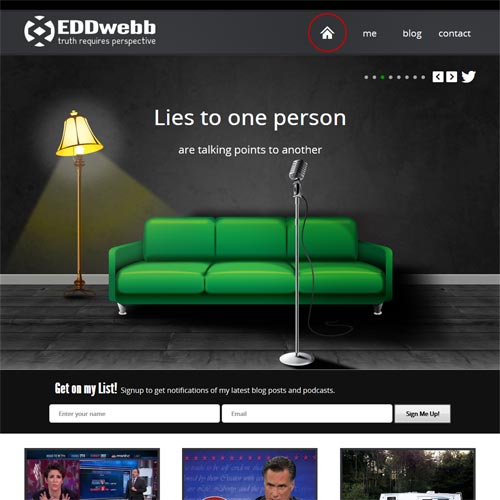 EDDwebb
truth requires perspective
me blog contact
Lies to one person
are talking points to another
Get on my List! Signup to get notifications of my latest blog posts and podcasts.
Enter your name Email Sign Me Up!